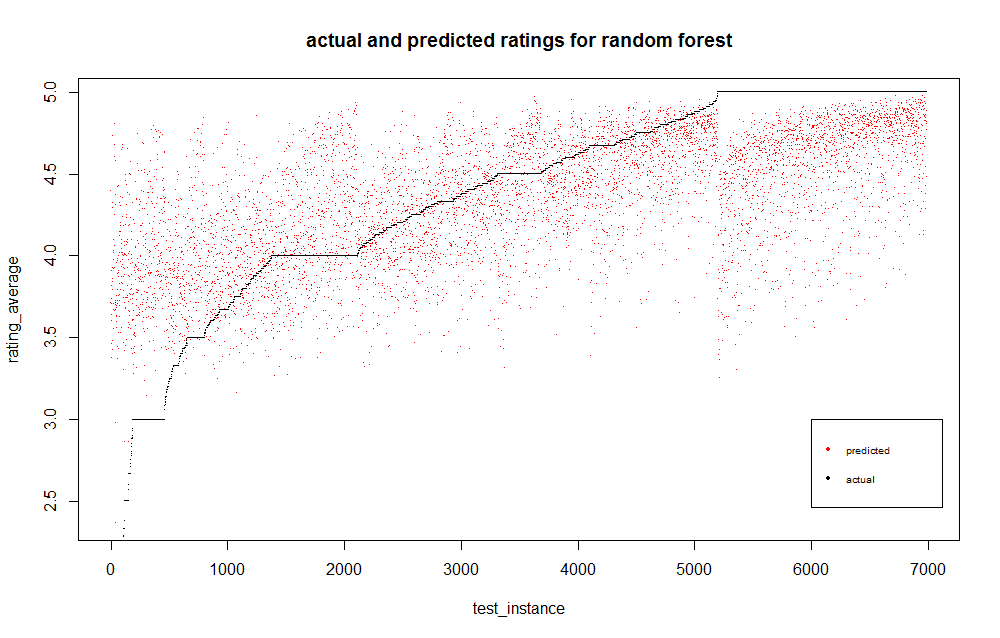 actual and predicted ratings for random forest
rating_average
5.0
4.5
4.0
3.5
3.0
2.5
predicted
actual
0 1000 2000 3000 4000 5000 6000 7000
test_instance